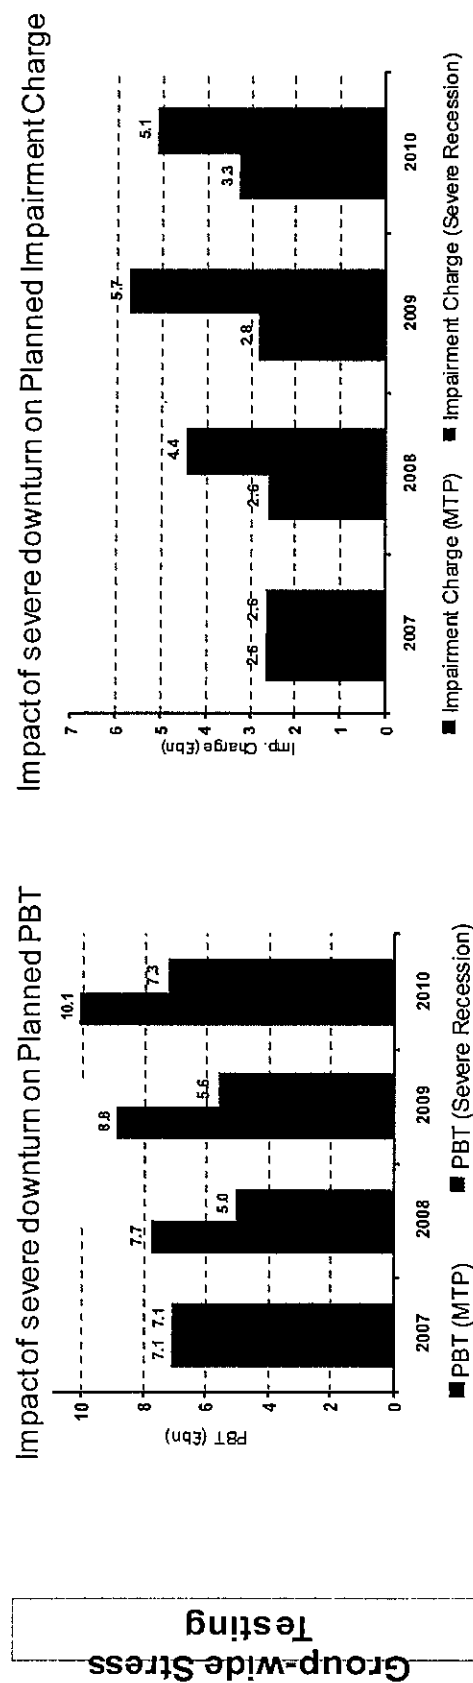 Group-wide Stress
Testing
Impact of severe downturn on Planned PBT
PBT (£bn)
10
8
6
4
2
0
7.1 7.1
7.7
5.0
8.8
5.6
10.1
7.3
2007 2008 2009 2010
PBT (MTP) PBT (Severe Recession)
Impact of severe downturn on Planned Impairment Charge
Imp. Charge (£bn)
7
6
5
4
3
2
1
0
2.6 2.6
2.6
4.4
2.8
5.7
3.3
5.1
2007 2008 2009 2010
Impairment Charge (MTP) Impairment Charge (Severe Recession)